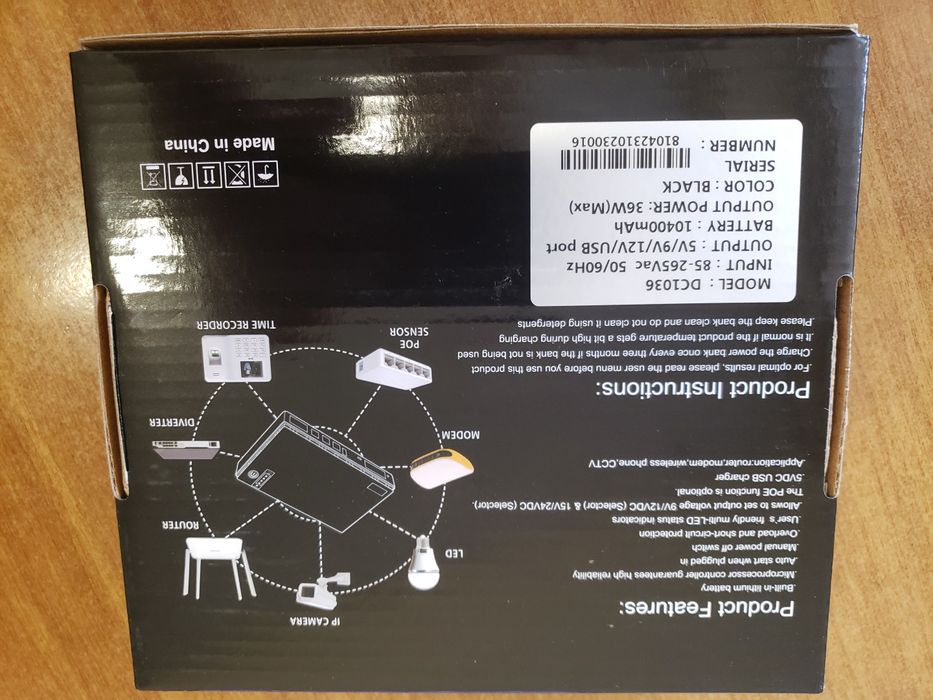 Product Features:
.Built-in lithium battery
.Microprocessor controller guarantees high reliability
Auto start when plugged in
.Manual power off switch
Overoad and short-circuit protection
.User's friendly multi-LED status indicators
Allows to set output voltage 9V/12VDC (Selector) & 15V/24VDC (Selector),
The POE function is optional.
.5VDC USB charger
.Application:router,modem,wireless phone,CCTV
Product Instructions:
.For optimal results, please read the user menu before you use this product
.Charge the power bank once every three months if the bank is not being used
It is normal if the product temperature gets a bit high during charging
.Please keep the bank clean and do not clean it using detergents
IP CAMERA
LED
ROUTER
MODEM
DIVERTER
POE
SENSOR
TIME RECORDER
MODEL : DC1036
INPUT : 85-265Vac 50/60Hz
OUTPUT : 5V/9V/12V/USB port
BATTERY : 10400mAh
OUTPUT POWER: 36W(Max)
COLOR : BLACK
SERIAL
NUMBER :
81042310230016
Made in China